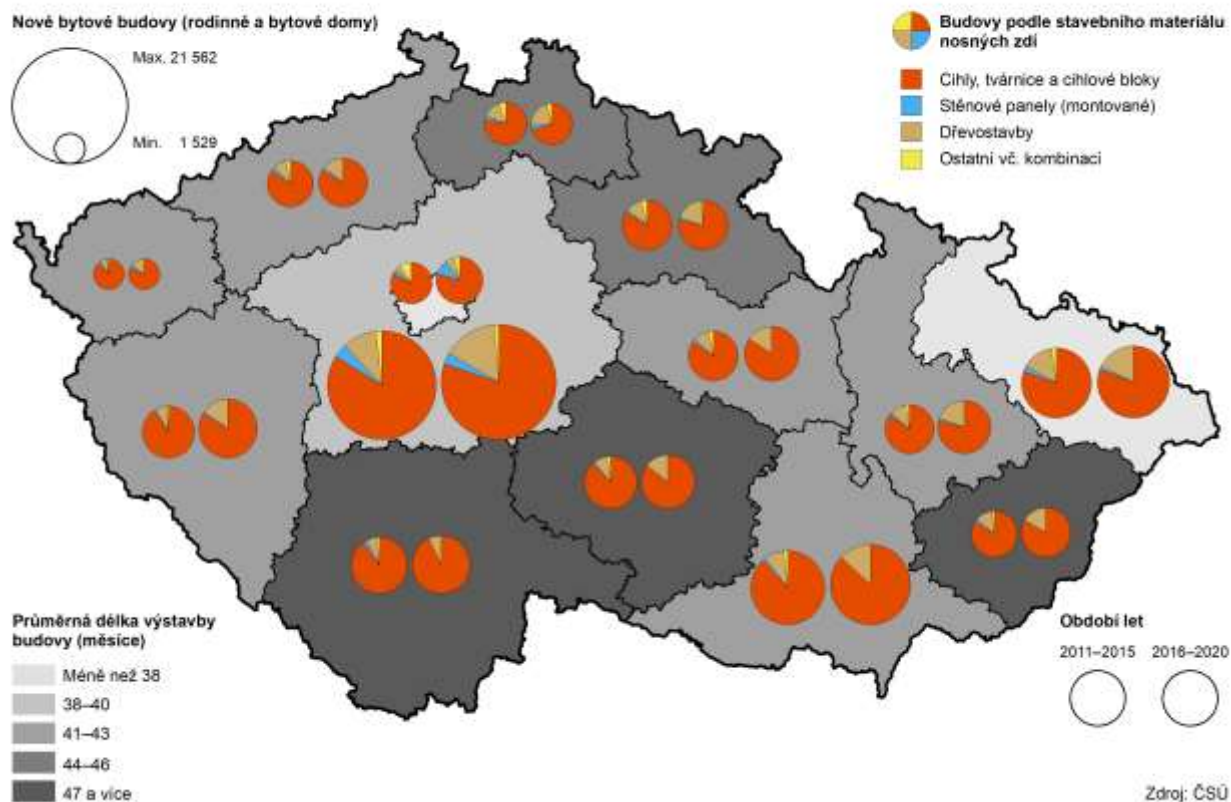 Nové bytové budovy (rodinné a bytové domy)
Max. 21 562
Min. 1 529
Budovy podle stavebního materiálu
nosných zdí
Cihly, tvárnice a cihlové bloky
Stěnové panely (montované)
Dřevostavby
Ostatní vč. kombinací
Průměrná délka výstavby
budovy (měsíce)
Méně než 38
38–40
41–43
44–46
47 a více
Období let
2011–2015 2016–2020
Zdroj: ČSÚ